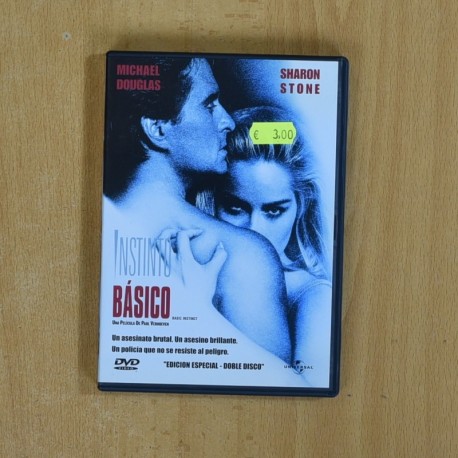 MICHAEL
DOUGLAS
SHARON
STONE
€ 3.00
INSTINTO
BÁSICO
BASIC INSTINCT
UNA PELÍCULA DE PAUL VERHOEVEN
Un asesinato brutal. Un asesino brillante.
Un policía que no se resiste al peligro.
"EDICION ESPECIAL - DOBLE DISCO"
DVD
VIDEO
UNIVERSAL